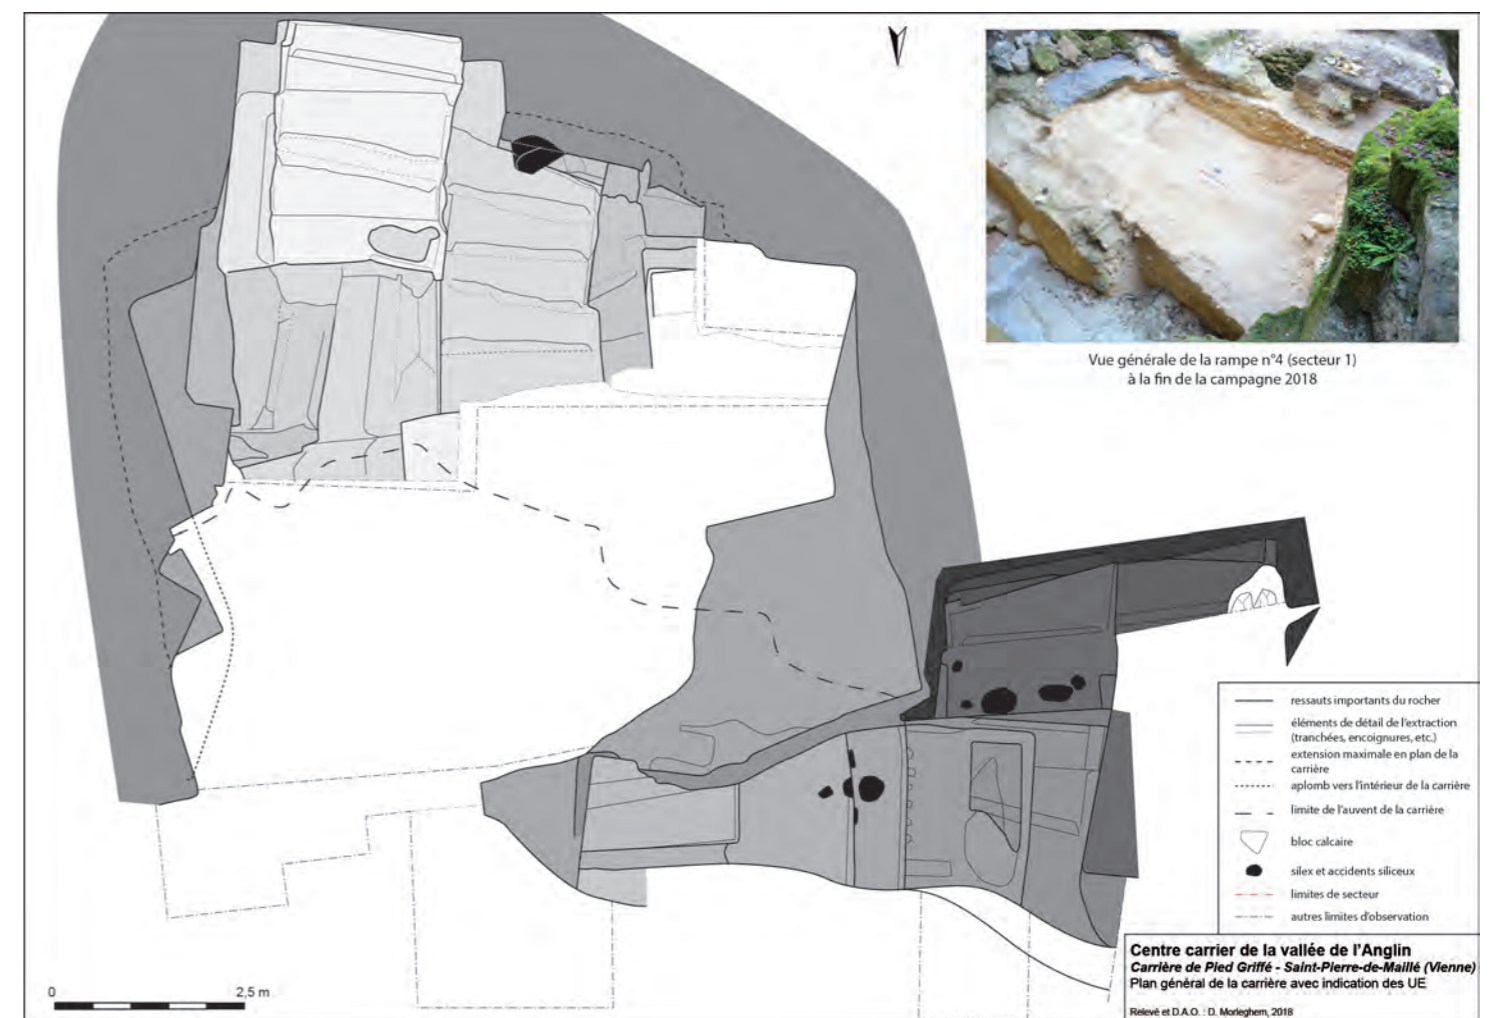 Vue générale de la rampe n°4 (secteur 1)
à la fin de la campagne 2018
ressauts importants du rocher
éléments de détail de l'extraction
(tranchées, encoignures, etc.)
extension maximale en plan de la
carrière
aplomb vers l'intérieur de la carrière
limite de l'auvent de la carrière
bloc calcaire
silex et accidents siliceux
limites de secteur
autres limites d'observation
Centre carrier de la vallée de l'Anglin
Carrière de Pied Griffé - Saint-Pierre-de-Maillé (Vienne)
Plan général de la carrière avec indication des UE
Relevé et D.A.O. : D. Morleghem, 2018
0 2,5 m